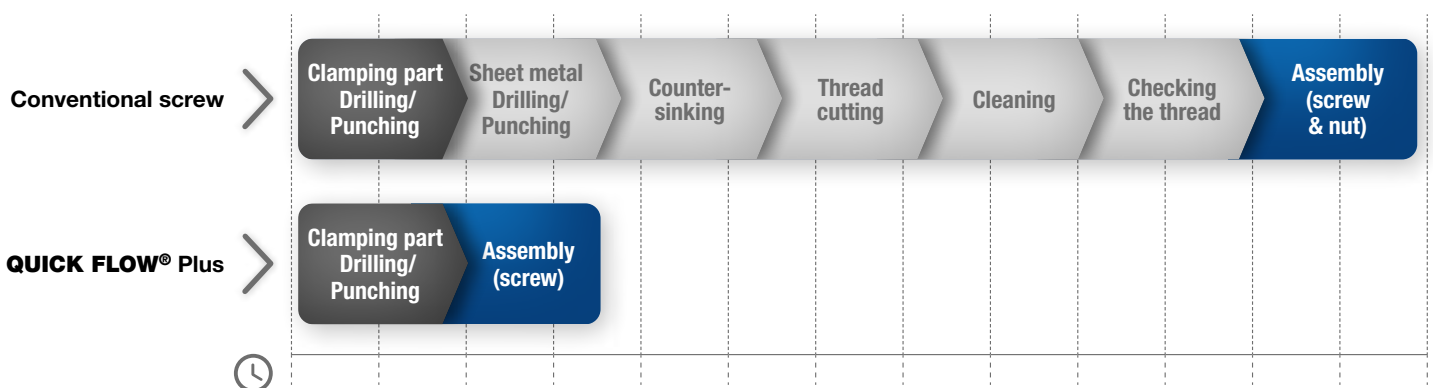 Conventional screw
Clamping part
Drilling/
Punching
Sheet metal
Drilling/
Punching
Counter-
sinking
Thread
cutting
Cleaning
Checking
the thread
Assembly
(screw
& nut)
QUICK FLOW® Plus
Clamping part
Drilling/
Punching
Assembly
(screw)